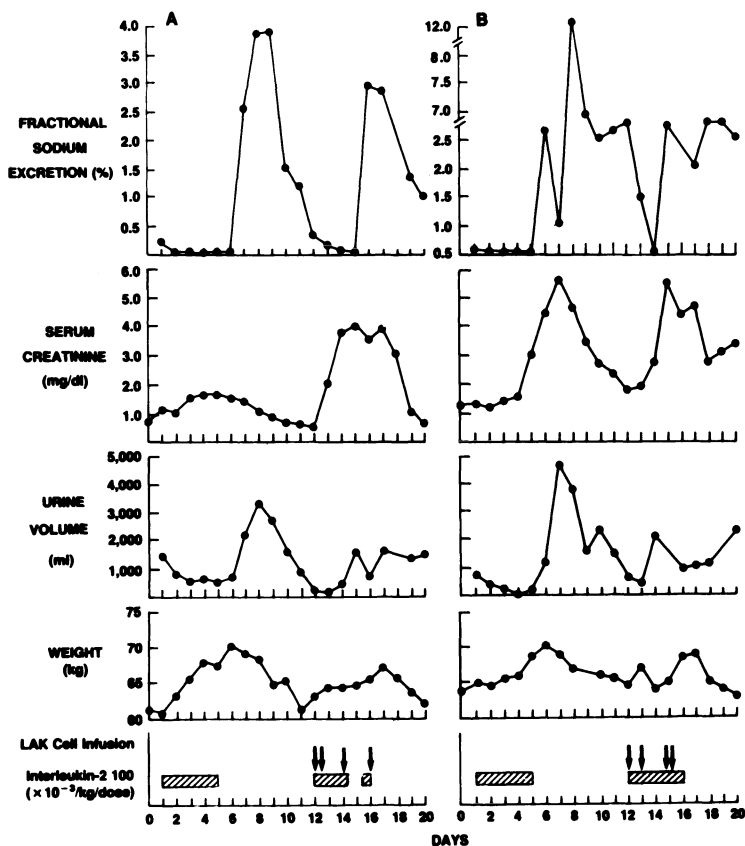 A
B
FRACTIONAL
SODIUM
EXCRETION (%)
4.0
3.5
3.0
2.5
2.0
1.5
1.0
0.5
12.0
8.0
7.5
7.0
2.5
2.0
1.5
1.0
0.5
SERUM
CREATININE
(mg/dl)
6.0
5.0
4.0
3.0
2.0
1.0
URINE
VOLUME
(ml)
5,000
4,000
3,000
2,000
1,000
WEIGHT
(kg)
75
70
65
60
LAK Cell Infusion
Interleukin-2 100
(×10⁻³/kg/dose)
0 2 4 6 8 10 12 14 16 18 20
0 2 4 6 8 10 12 14 16 18 20
DAYS